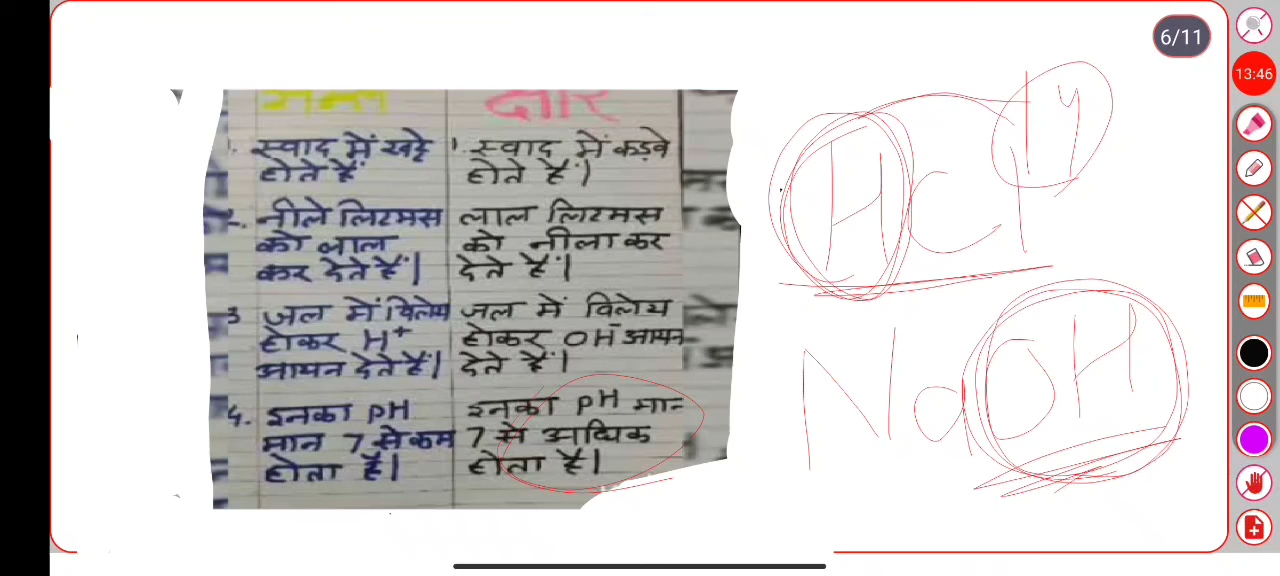 6/11
13:46
अम्ल क्षार
1. स्वाद में खट्टे
होते हैं
1. स्वाद में कड़वे
होते हैं।
2. नीले लिटमस
को लाल
कर देते हैं।
लाल लिटमस
को नीला कर
देते हैं।
3 जल में विलेय
होकर H+
आयन देते हैं।
जल में विलेय
होकर OH- आयन
देते हैं।
4. इनका pH
मान 7 से कम
होता है।
इनका pH मान
7 से अधिक
होता है।
HCl
NaOH